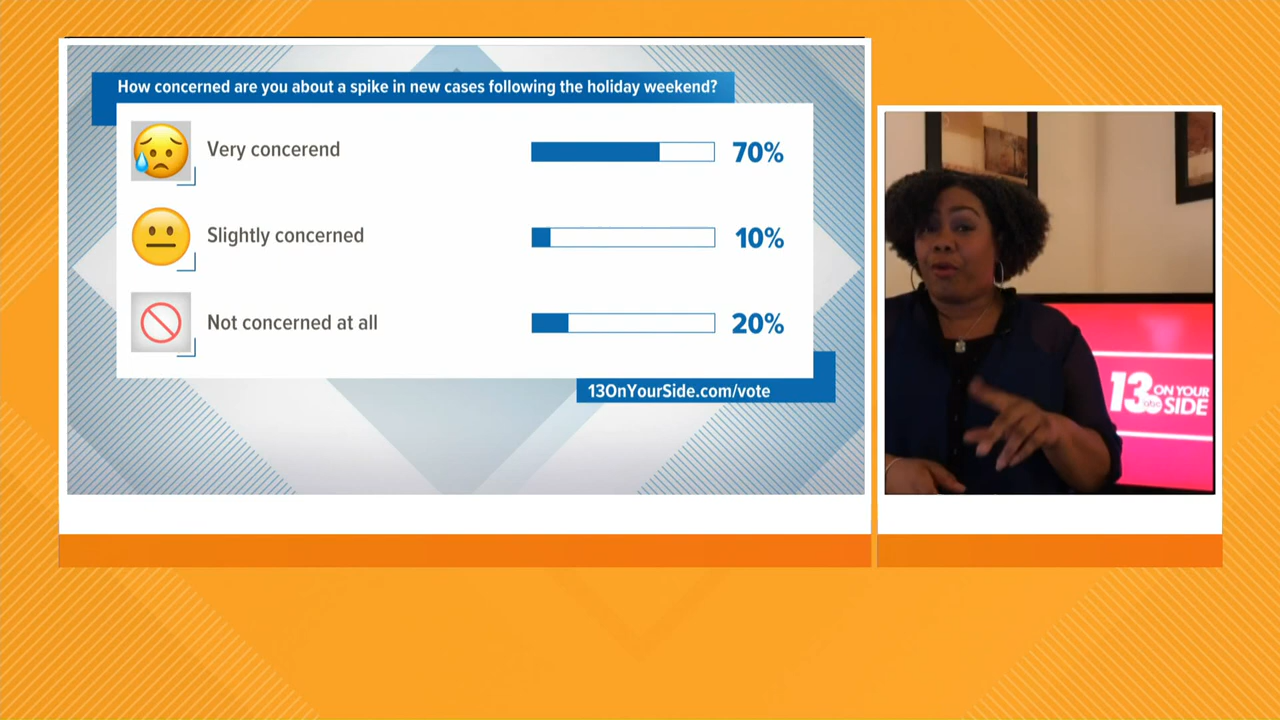 How concerned are you about a spike in new cases following the holiday weekend?
Very concerend 70%
Slightly concerned 10%
Not concerned at all 20%
13OnYourSide.com/vote
13 ON YOUR
abc SIDE